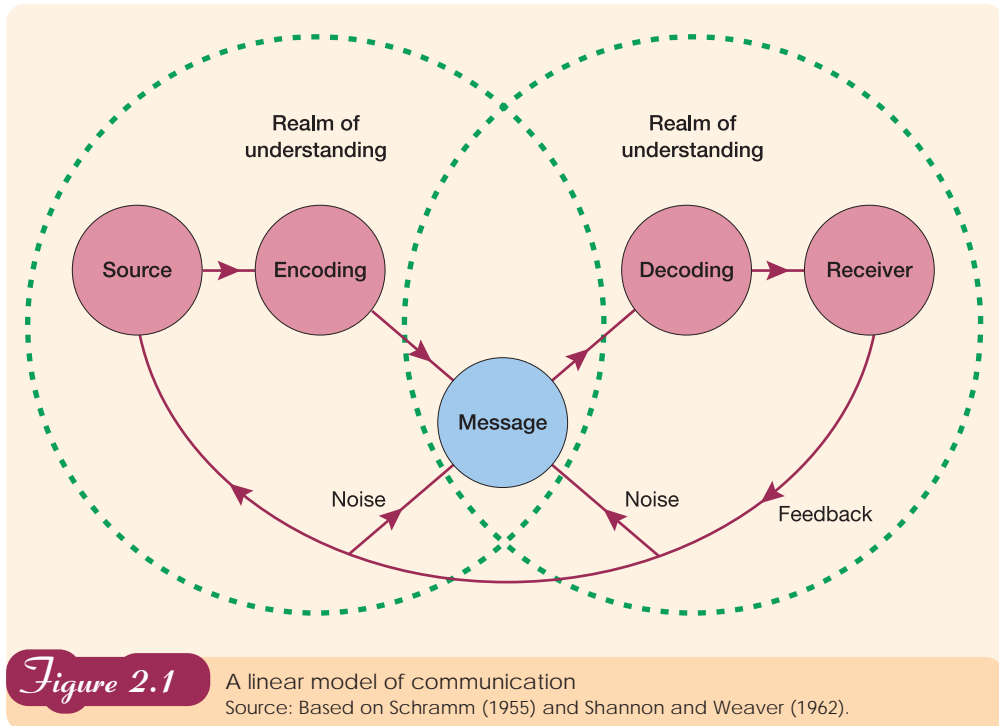 Realm of
understanding
Realm of
understanding
Source
Encoding
Decoding
Receiver
Message
Noise
Noise
Feedback
Figure 2.1
A linear model of communication
Source: Based on Schramm (1955) and Shannon and Weaver (1962).